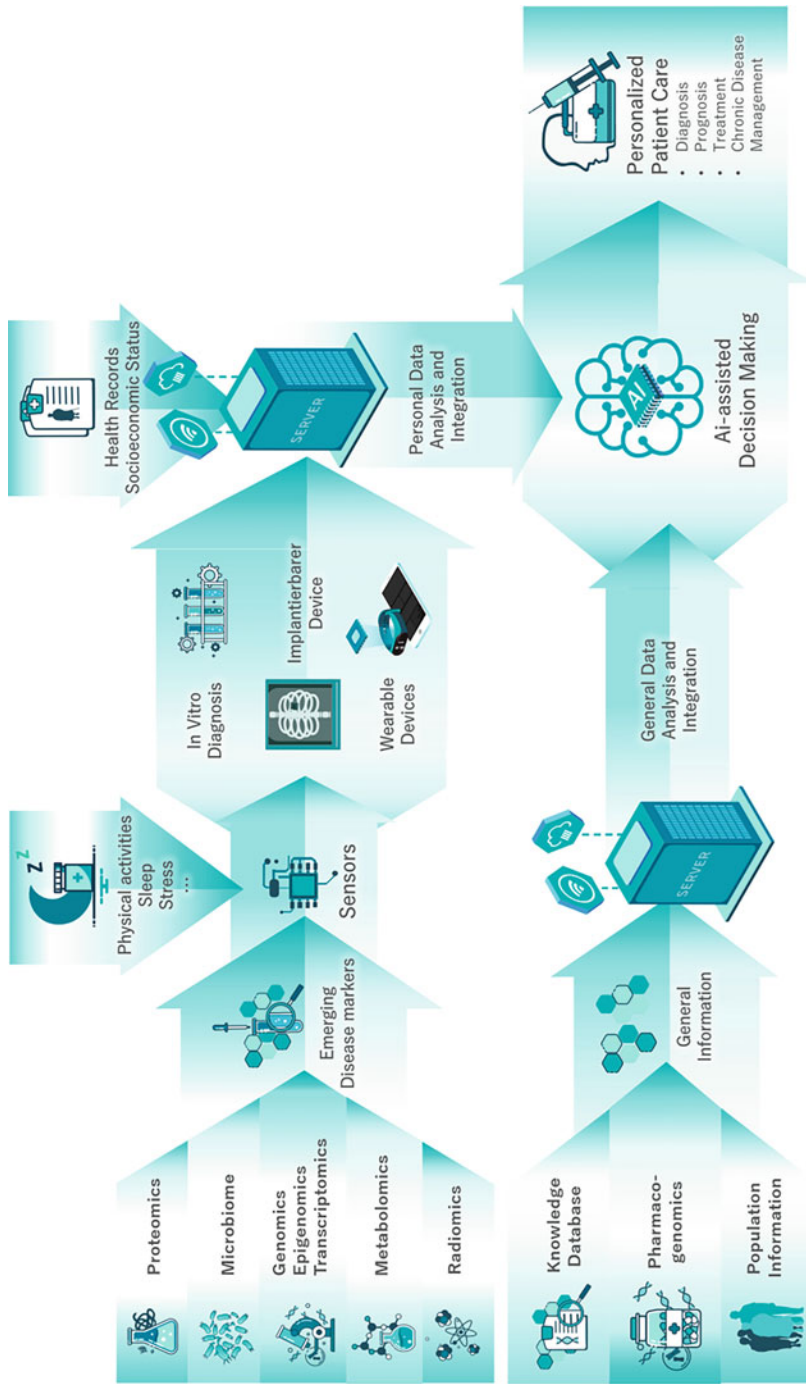 Proteomics
Microbiome
Genomics
Epigenomics
Transcriptomics
Metabolomics
Radiomics
Emerging
Disease markers
Physical activities
Sleep
Stress
...
Z
Z
Sensors
In Vitro
Diagnosis
Implantierbarer
Device
Wearable
Devices
Health Records
Socioeconomic Status
SERVER
Personal Data
Analysis and
Integration
Knowledge
Database
Pharmaco-
genomics
Population
Information
General
Information
SERVER
General Data
Analysis and
Integration
AI
Ai-assisted
Decision Making
Personalized
Patient Care
• Diagnosis
• Prognosis
• Treatment
• Chronic Disease
Management